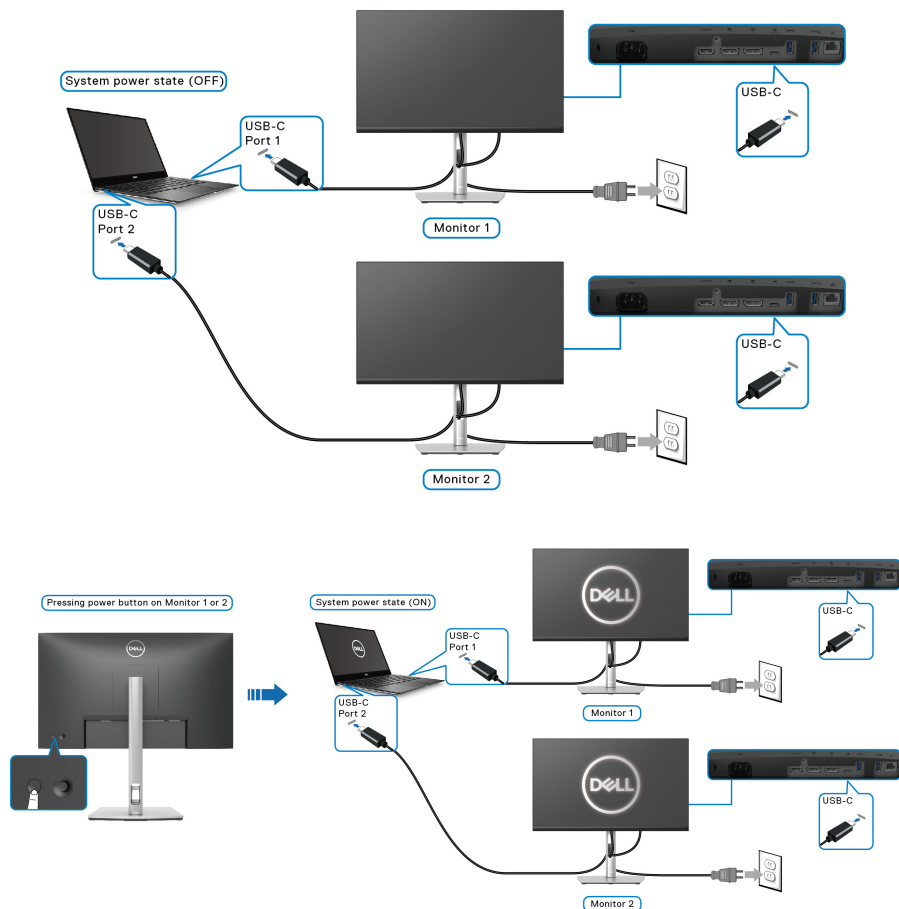 System power state (OFF)
USB-C
Port 1
USB-C
Monitor 1
USB-C
Port 2
USB-C
Monitor 2
Pressing power button on Monitor 1 or 2
DELL
System power state (ON)
DELL
USB-C
Port 1
DELL
USB-C
Monitor 1
USB-C
Port 2
DELL
USB-C
Monitor 2